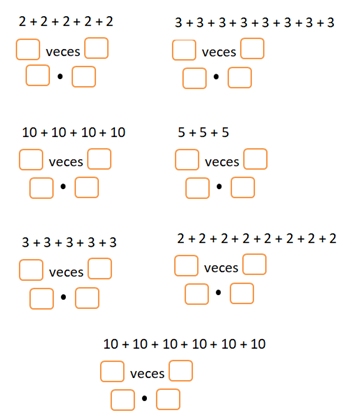 2 + 2 + 2 + 2 + 2
3 + 3 + 3 + 3 + 3 + 3 + 3 + 3
veces
veces
•
•
10 + 10 + 10 + 10
5 + 5 + 5
veces
veces
•
•
3 + 3 + 3 + 3 + 3
2 + 2 + 2 + 2 + 2 + 2 + 2 + 2
veces
veces
•
•
10 + 10 + 10 + 10 + 10 + 10
veces
•